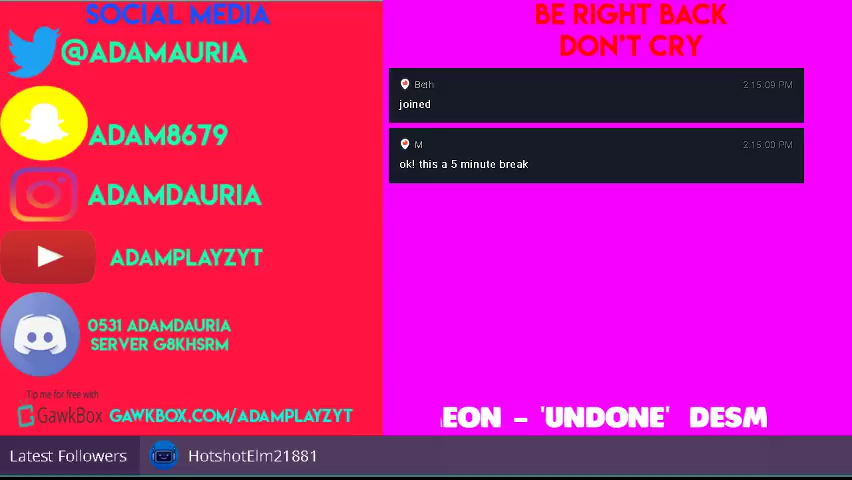 SOCIAL MEDIA
@ADAMAURIA
ADAM8679
ADAMDAURIA
ADAMPLAYZYT
0531 ADAMDAURIA
SERVER G8KHSRM
Tip me for free with
GawkBox GAWKBOX.COM/ADAMPLAYZYT
BE RIGHT BACK
DON'T CRY
Beth 2:15:09 PM
joined
M 2:15:00 PM
ok! this a 5 minute break
EON - 'UNDONE' DESM
Latest Followers HotshotElm21881